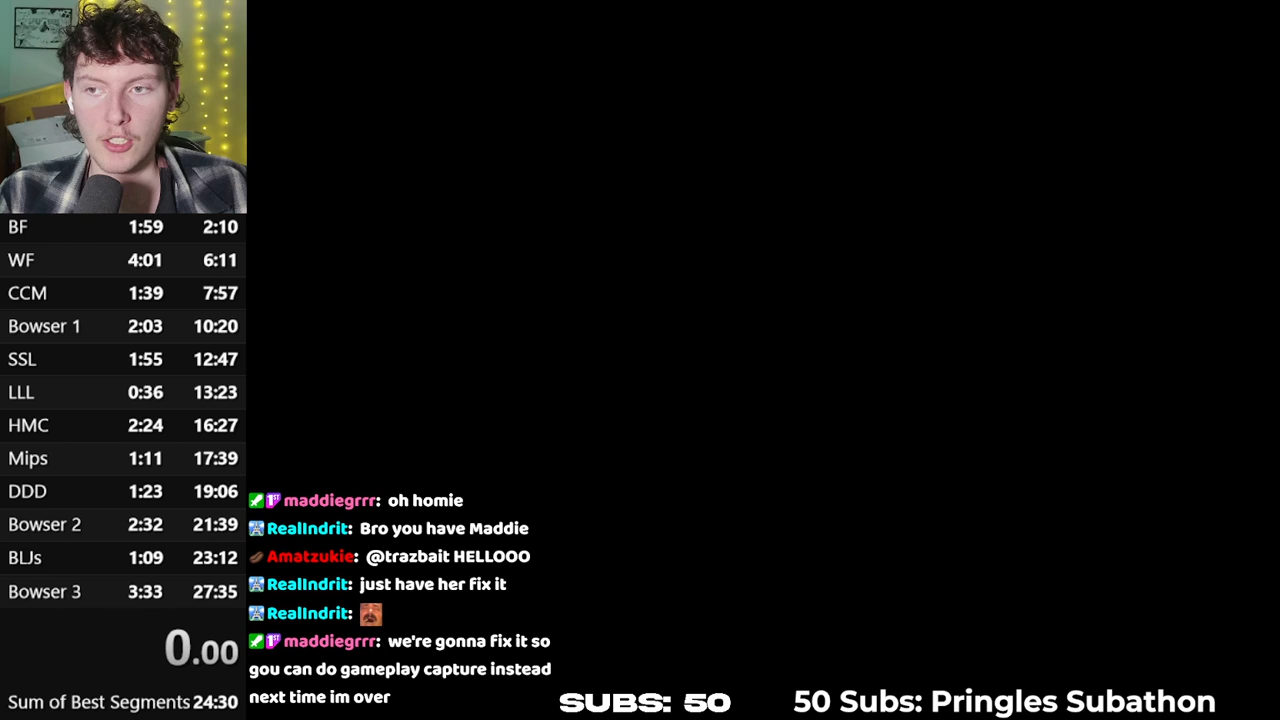 BF 1:59 2:10
WF 4:01 6:11
CCM 1:39 7:57
Bowser 1 2:03 10:20
SSL 1:55 12:47
LLL 0:36 13:23
HMC 2:24 16:27
Mips 1:11 17:39
DDD 1:23 19:06
Bowser 2 2:32 21:39
BLJs 1:09 23:12
Bowser 3 3:33 27:35
0.00
Sum of Best Segments 24:30
maddiegrrr: oh homie
RealIndrit: Bro you have Maddie
Amatzukie: @trazbait HELLOOO
RealIndrit: just have her fix it
RealIndrit:
maddiegrrr: we're gonna fix it so
gou can do gameplay capture instead
next time im over
SUBS: 50
50 Subs: Pringles Subathon